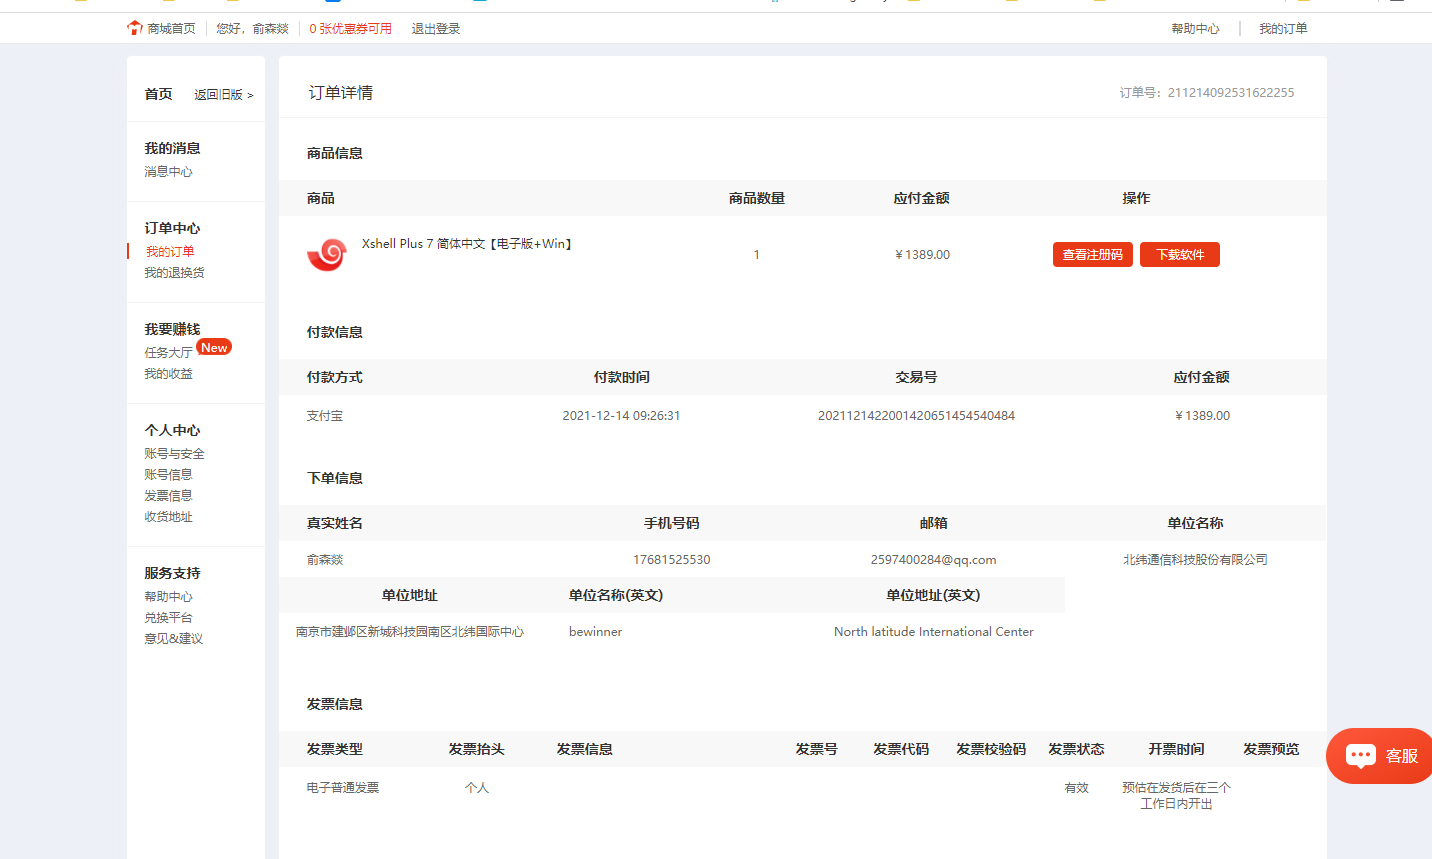 商城首页 您好，俞森燚 0 张优惠券可用 退出登录 帮助中心 我的订单
首页 返回旧版 >
我的消息
消息中心
订单中心
我的订单
我的退换货
我要赚钱
任务大厅 New
我的收益
个人中心
账号与安全
账号信息
发票信息
收货地址
服务支持
帮助中心
兑换平台
意见&建议
订单详情 订单号：211214092531622255
商品信息
商品 商品数量 应付金额 操作
Xshell Plus 7 简体中文【电子版+Win】 1 ￥1389.00 查看注册码 下载软件
付款信息
付款方式 付款时间 交易号 应付金额
支付宝 2021-12-14 09:26:31 2021121422001420651454540484 ￥1389.00
下单信息
真实姓名 手机号码 邮箱 单位名称
俞森燚 17681525530 2597400284@qq.com 北纬通信科技股份有限公司
单位地址 单位名称(英文) 单位地址(英文)
南京市建邺区新城科技园南区北纬国际中心 bewinner North latitude International Center
发票信息
发票类型 发票抬头 发票信息 发票号 发票代码 发票校验码 发票状态 开票时间 发票预览
电子普通发票 个人 有效 预估在发货后在三个
工作日内开出
客服